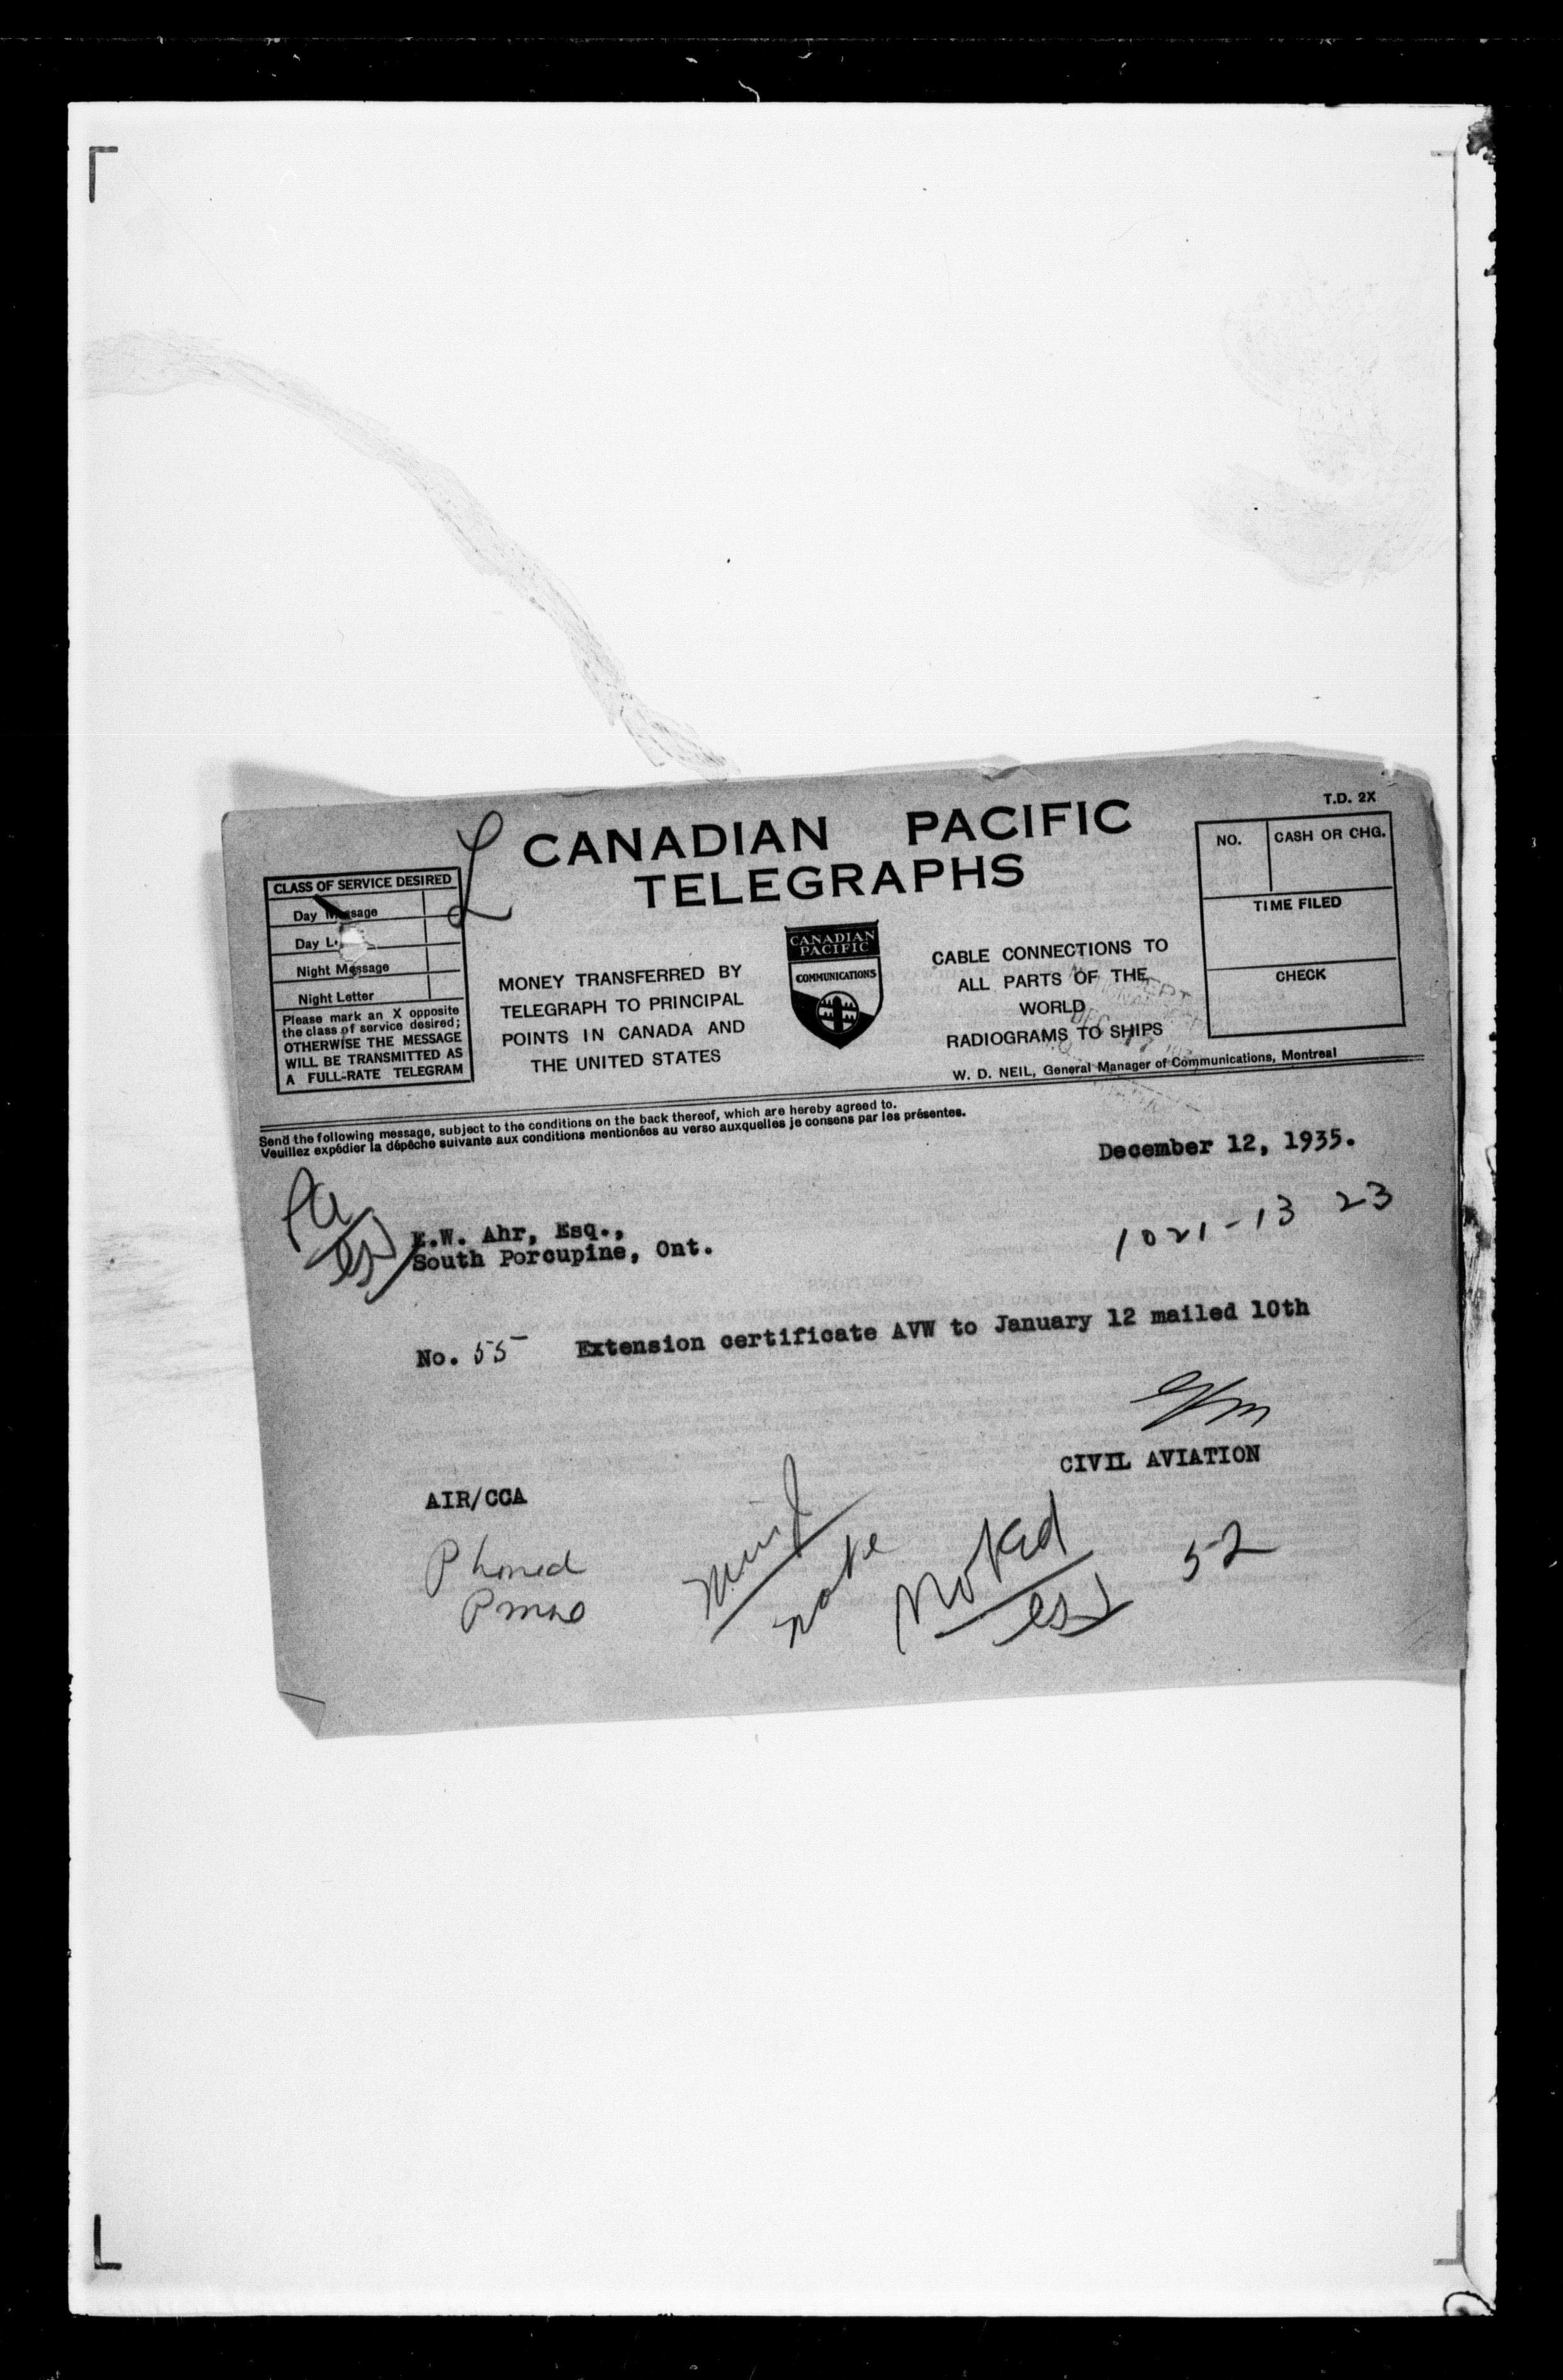 T.D. 2X
CANADIAN PACIFIC
TELEGRAPHS
CLASS OF SERVICE DESIRED
Day Message
Day
Night Message
Night Letter
Please mark an X opposite
the class of service desired;
OTHERWISE THE MESSAGE
WILL BE TRANSMITTED AS
A FULL-RATE TELEGRAM
MONEY TRANSFERRED BY
TELEGRAPH TO PRINCIPAL
POINTS IN CANADA AND
THE UNITED STATES
CANADIAN
PACIFIC
COMMUNICATIONS
CABLE CONNECTIONS TO
ALL PARTS OF THE
WORLD
RADIOGRAMS TO SHIPS
W. D. NEIL, General Manager of Communications, Montreal
NO.
CASH OR CHG.
TIME FILED
CHECK
Send the following message, subject to the conditions on the back thereof, which are hereby agreed to.
Veuillez expédier la dépêche suivante aux conditions mentionées au verso auxquelles je consens par les présentes.
December 12, 1935.
1021-13 23
E.W. Ahr, Esq.,
South Porcupine, Ont.
No. 55 Extension certificate AVW to January 12 mailed 10th
CIVIL AVIATION
AIR/CCA
Phoned
note
Noted
52